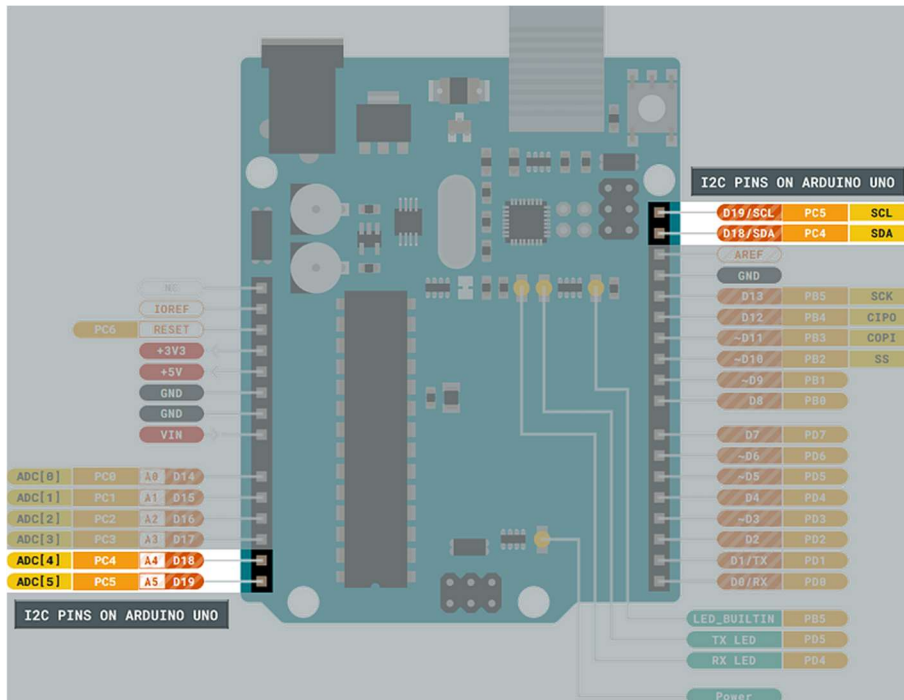 I2C PINS ON ARDUINO UNO
D19/SCL PC5 SCL
D18/SDA PC4 SDA
AREF
GND
D13 PB5 SCK
D12 PB4 CIPO
~D11 PB3 COPI
~D10 PB2 SS
~D9 PB1
D8 PB0
D7 PD7
~D6 PD6
~D5 PD5
D4 PD4
~D3 PD3
D2 PD2
D1/TX PD1
D0/RX PD0
LED_BUILTIN PB5
TX LED PD5
RX LED PD4
Power
NC
IOREF
PC6 RESET
+3V3
+5V
GND
GND
VIN
ADC[0] PC0 A0 D14
ADC[1] PC1 A1 D15
ADC[2] PC2 A2 D16
ADC[3] PC3 A3 D17
ADC[4] PC4 A4 D18
ADC[5] PC5 A5 D19
I2C PINS ON ARDUINO UNO